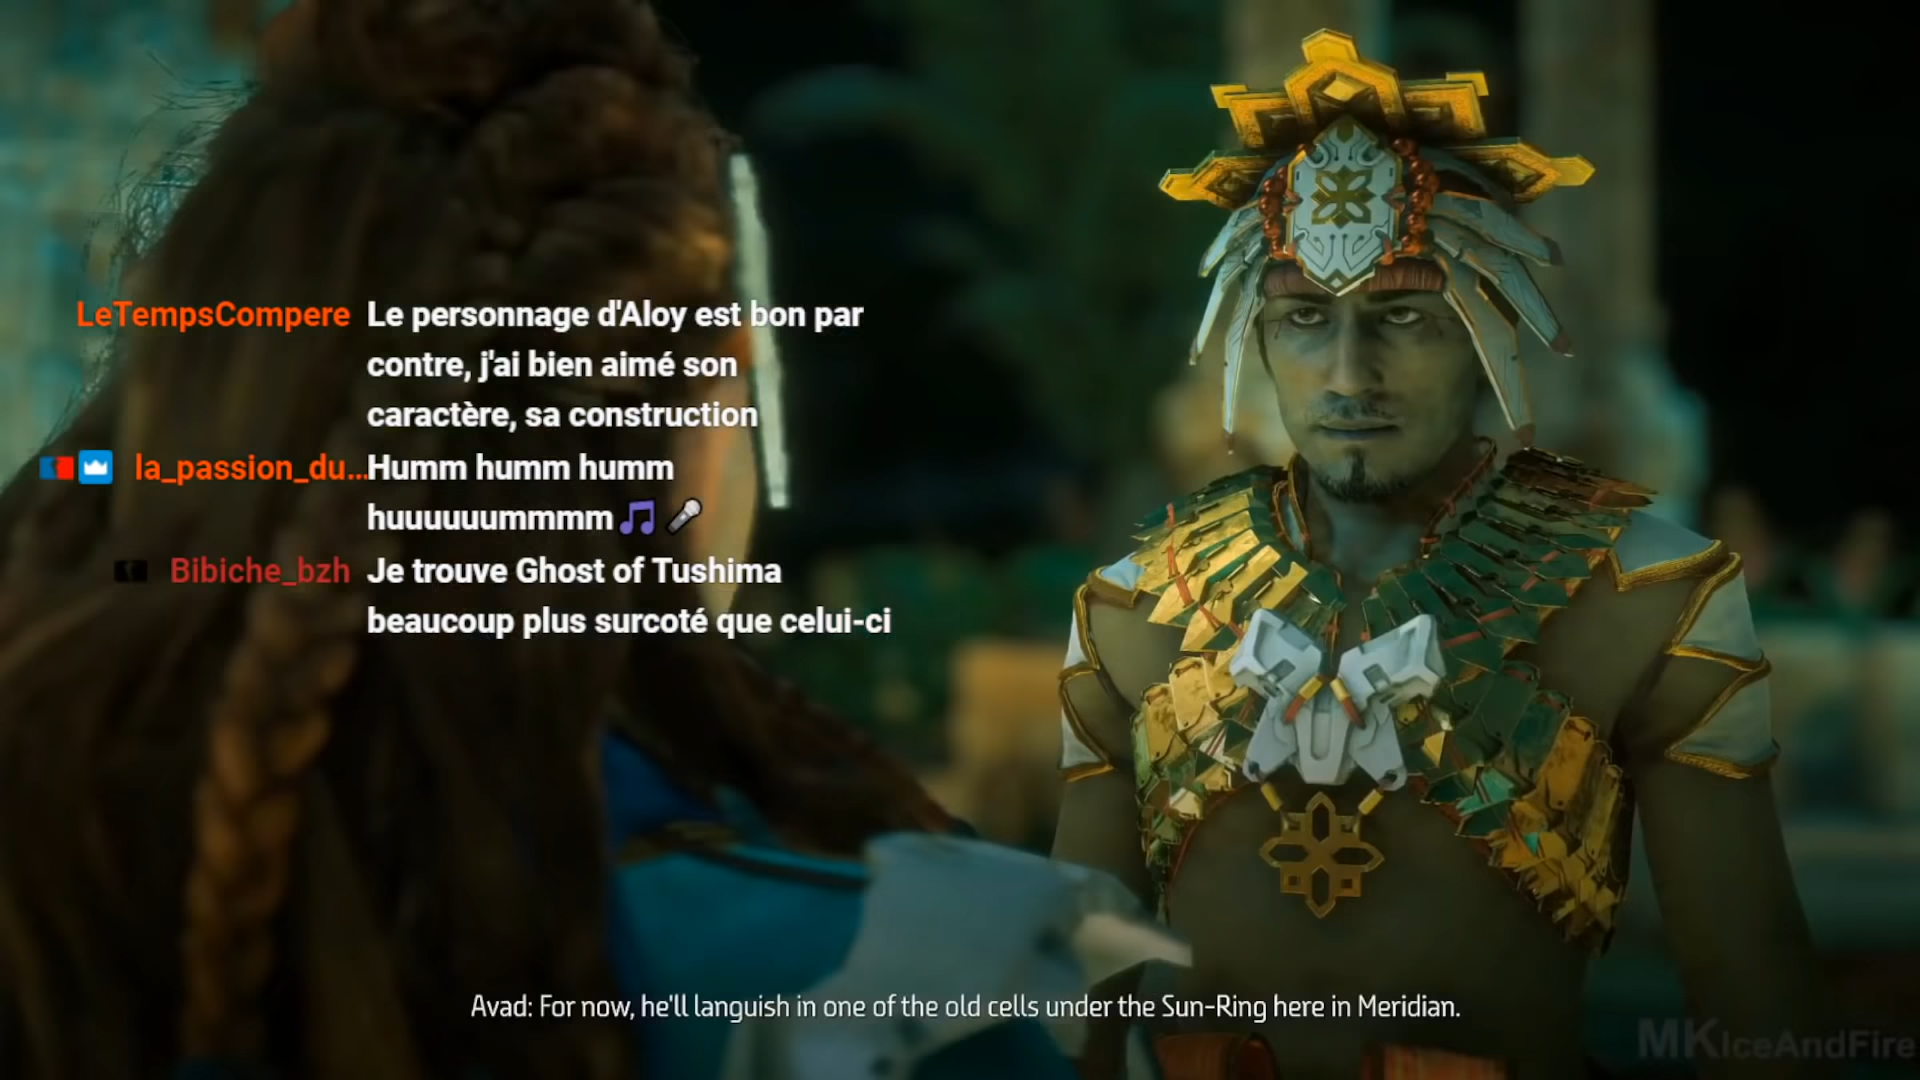 LeTempsCompere Le personnage d'Aloy est bon par
contre, j'ai bien aimé son
caractère, sa construction
la_passion_du... Humm humm humm
huuuuuummmm🎵🎤
Bibiche_bzh Je trouve Ghost of Tushima
beaucoup plus surcoté que celui-ci
Avad: For now, he'll languish in one of the old cells under the Sun-Ring here in Meridian.
MKIceAndFire